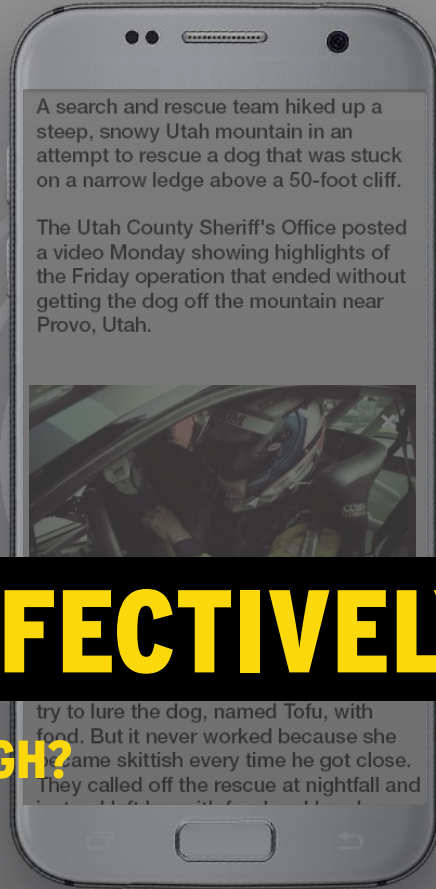 A search and rescue team hiked up a
steep, snowy Utah mountain in an
attempt to rescue a dog that was stuck
on a narrow ledge above a 50-foot cliff.
The Utah County Sheriff's Office posted
a video Monday showing highlights of
the Friday operation that ended without
getting the dog off the mountain near
Provo, Utah.
FECTIVELY
try to lure the dog, named Tofu, with
food. But it never worked because she
GH?
became skittish every time he got close.
They called off the rescue at nightfall and